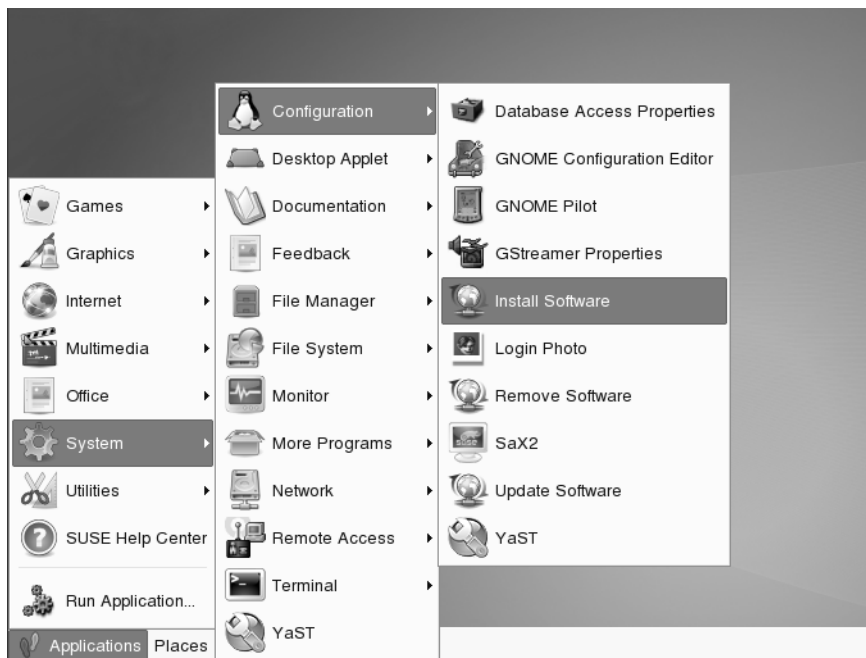 Games
Graphics
Internet
Multimedia
Office
System
Utilities
SUSE Help Center
Run Application...
Applications Places
Configuration
Desktop Applet
Documentation
Feedback
File Manager
File System
Monitor
More Programs
Network
Remote Access
Terminal
YaST
Database Access Properties
GNOME Configuration Editor
GNOME Pilot
GStreamer Properties
Install Software
Login Photo
Remove Software
SaX2
Update Software
YaST